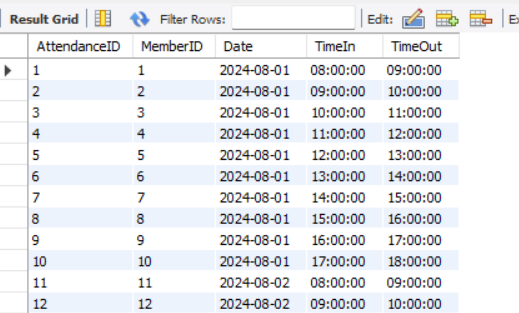 Result Grid Filter Rows: Edit:
AttendanceID MemberID Date TimeIn TimeOut
1 1 2024-08-01 08:00:00 09:00:00
2 2 2024-08-01 09:00:00 10:00:00
3 3 2024-08-01 10:00:00 11:00:00
4 4 2024-08-01 11:00:00 12:00:00
5 5 2024-08-01 12:00:00 13:00:00
6 6 2024-08-01 13:00:00 14:00:00
7 7 2024-08-01 14:00:00 15:00:00
8 8 2024-08-01 15:00:00 16:00:00
9 9 2024-08-01 16:00:00 17:00:00
10 10 2024-08-01 17:00:00 18:00:00
11 11 2024-08-02 08:00:00 09:00:00
12 12 2024-08-02 09:00:00 10:00:00